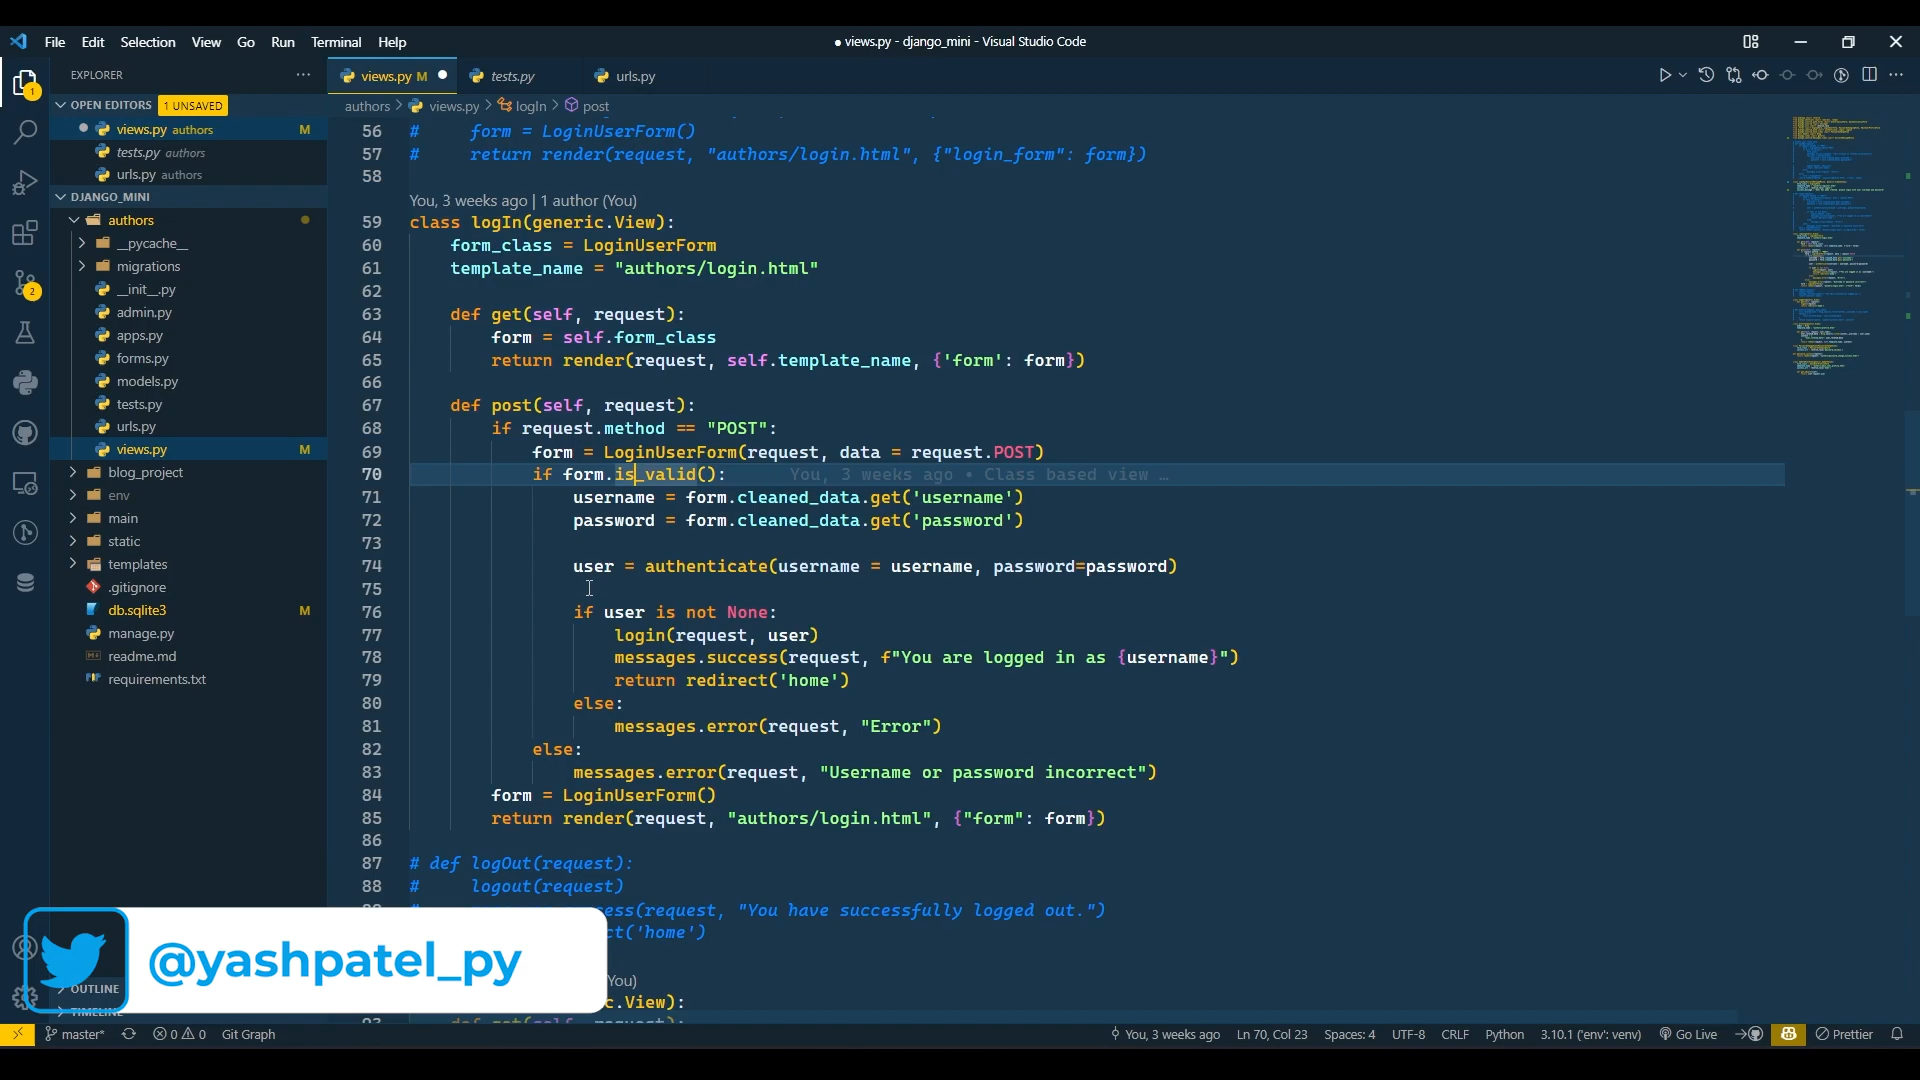 File Edit Selection View Go Run Terminal Help
● views.py - django_mini - Visual Studio Code
EXPLORER
OPEN EDITORS 1 UNSAVED
views.py authors M
tests.py authors
urls.py authors
DJANGO_MINI
authors
__pycache__
migrations
__init__.py
admin.py
apps.py
forms.py
models.py
tests.py
urls.py
views.py M
blog_project
env
main
static
templates
.gitignore
db.sqlite3 M
manage.py
readme.md
requirements.txt
OUTLINE
TIMELINE
1
2
views.py M tests.py urls.py
authors > views.py > logIn > post
56 #     form = LoginUserForm()
57 #     return render(request, "authors/login.html", {"login_form": form})
58
You, 3 weeks ago | 1 author (You)
59 class logIn(generic.View):
60     form_class = LoginUserForm
61     template_name = "authors/login.html"
62
63     def get(self, request):
64         form = self.form_class
65         return render(request, self.template_name, {'form': form})
66
67     def post(self, request):
68         if request.method == "POST":
69             form = LoginUserForm(request, data = request.POST)
70             if form.is_valid():      You, 3 weeks ago • Class based view …
71                 username = form.cleaned_data.get('username')
72                 password = form.cleaned_data.get('password')
73
74                 user = authenticate(username = username, password=password)
75
76                 if user is not None:
77                     login(request, user)
78                     messages.success(request, f"You are logged in as {username}")
79                     return redirect('home')
80                 else:
81                     messages.error(request, "Error")
82             else:
83                 messages.error(request, "Username or password incorrect")
84         form = LoginUserForm()
85         return render(request, "authors/login.html", {"form": form})
86
87 # def logOut(request):
88 #     logout(request)
ess(request, "You have successfully logged out.")
ct('home')
You)
c.View):
@yashpatel_py
master* 0 0 Git Graph
You, 3 weeks ago Ln 70, Col 23 Spaces: 4 UTF-8 CRLF Python 3.10.1 ('env': venv) Go Live Prettier